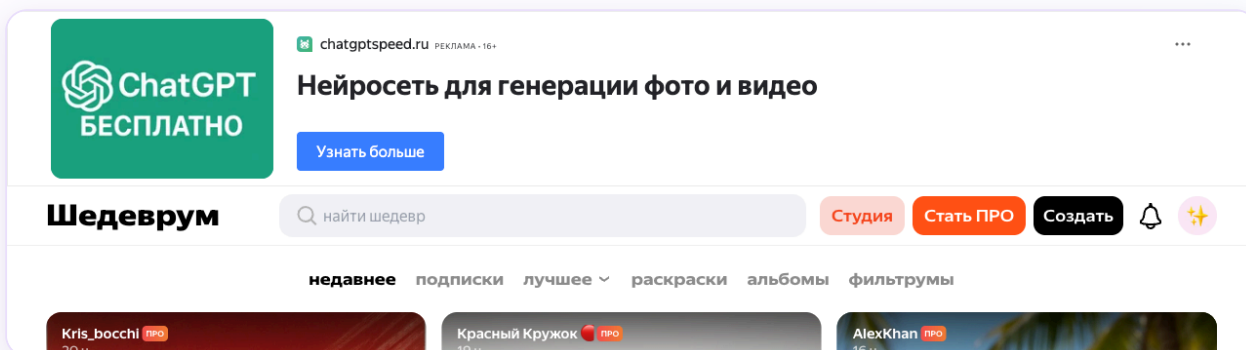 ChatGPT
БЕСПЛАТНО
chatgptspeed.ru РЕКЛАМА • 16+
Нейросеть для генерации фото и видео
Узнать больше
Шедеврум
найти шедевр
Студия
Стать ПРО
Создать
недавнее подписки лучшее раскраски альбомы фильтрумы
Kris_bocchi ПРО
Красный Кружок ПРО
AlexKhan ПРО